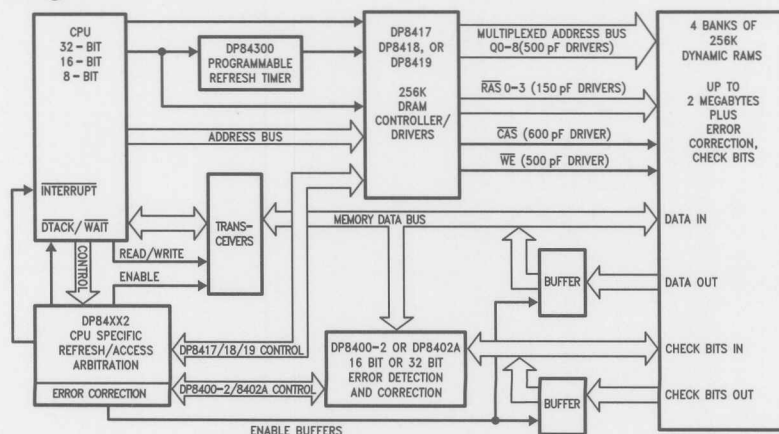 CPU
32-BIT
16-BIT
8-BIT
INTERRUPT
DTACK/WAIT
CONTROL
DP84300
PROGRAMMABLE
REFRESH TIMER
ADDRESS BUS
DP8417
DP8418, OR
DP8419
256K
DRAM
CONTROLLER/
DRIVERS
MULTIPLEXED ADDRESS BUS
Q0-8(500 pF DRIVERS)
RAS 0-3 (150 pF DRIVERS)
CAS (600 pF DRIVER)
WE (500 pF DRIVER)
4 BANKS OF
256K
DYNAMIC RAMS
UP TO
2 MEGABYTES
PLUS
ERROR
CORRECTION,
CHECK BITS
TRANS-
CEIVERS
MEMORY DATA BUS
DATA IN
READ/WRITE
ENABLE
BUFFER
DATA OUT
DP84XX2
CPU SPECIFIC
REFRESH/ACCESS
ARBITRATION
ERROR CORRECTION
DP8417/18/19 CONTROL
DP8400-2/8402A CONTROL
DP8400-2 OR DP8402A
16 BIT OR 32 BIT
ERROR DETECTION
AND CORRECTION
CHECK BITS IN
BUFFER
CHECK BITS OUT
ENABLE BUFFERS